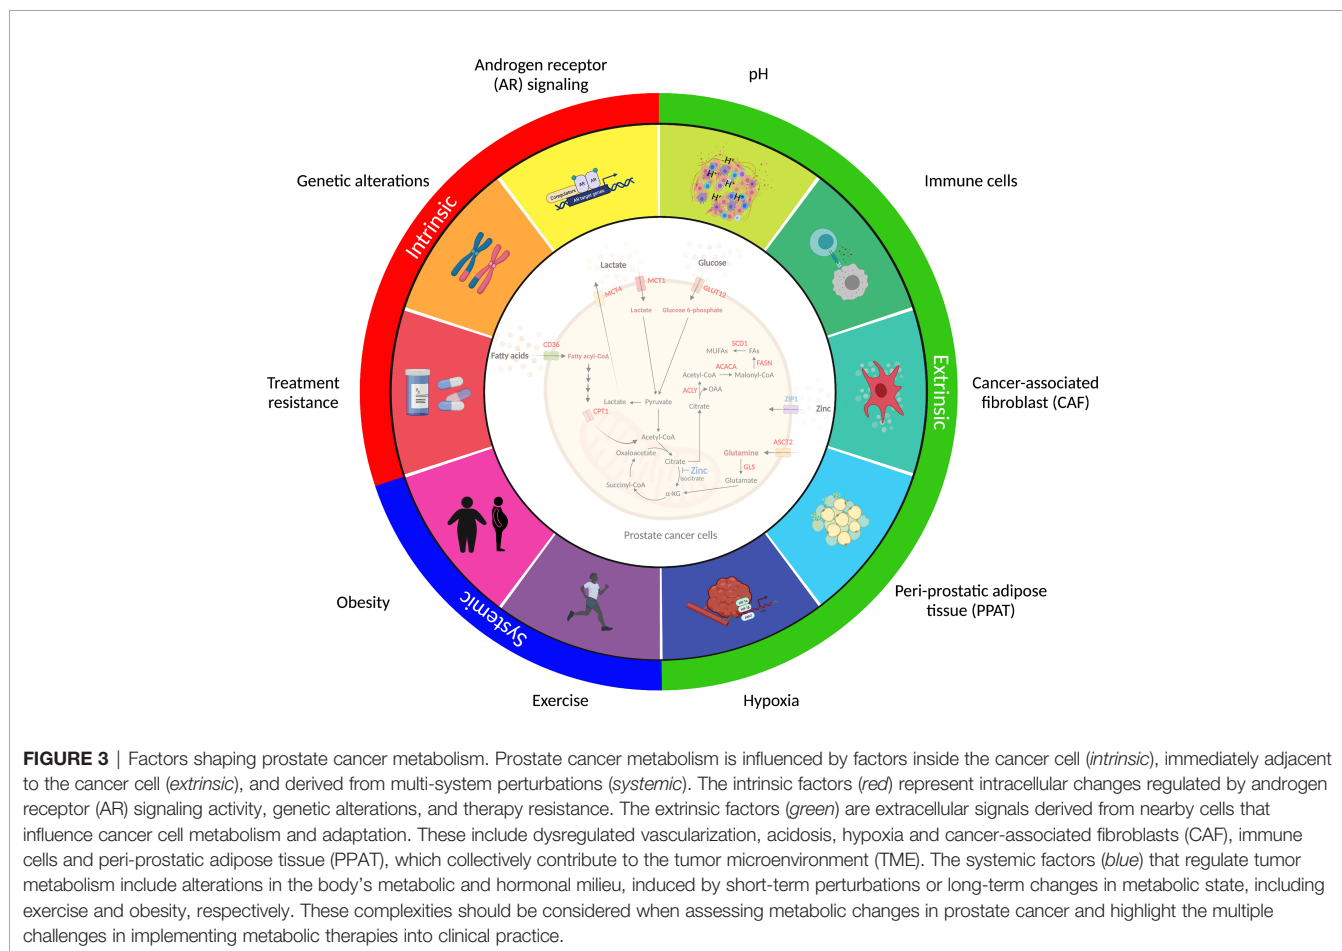 Androgen receptor
(AR) signaling
pH
Genetic alterations
Immune cells
Intrinsic
Coregulators
AR
AR
AR target genes
H⁺
H⁺
H⁺
H⁺
H⁺
Treatment
resistance
Extrinsic
Cancer-associated
fibroblast (CAF)
Lactate
Glucose
MCT4
MCT1
GLUT12
Lactate
Glucose 6-phosphate
CD36
Fatty acids
Fatty acyl-CoA
SCD1
MUFAs
FAs
FASN
ACACA
Acetyl-CoA
Malonyl-CoA
ACLY
OAA
Lactate
Pyruvate
Citrate
ZIP1
Zinc
CPT1
Acetyl-CoA
ASCT2
Oxaloacetate
Citrate
Glutamine
Zinc
GLS
Isocitrate
Succinyl-CoA
Glutamate
α-KG
Prostate cancer cells
Obesity
Systemic
Peri-prostatic adipose
tissue (PPAT)
Exercise
Hypoxia
FIGURE 3 | Factors shaping prostate cancer metabolism. Prostate cancer metabolism is influenced by factors inside the cancer cell (intrinsic), immediately adjacent
to the cancer cell (extrinsic), and derived from multi-system perturbations (systemic). The intrinsic factors (red) represent intracellular changes regulated by androgen
receptor (AR) signaling activity, genetic alterations, and therapy resistance. The extrinsic factors (green) are extracellular signals derived from nearby cells that
influence cancer cell metabolism and adaptation. These include dysregulated vascularization, acidosis, hypoxia and cancer-associated fibroblasts (CAF), immune
cells and peri-prostatic adipose tissue (PPAT), which collectively contribute to the tumor microenvironment (TME). The systemic factors (blue) that regulate tumor
metabolism include alterations in the body's metabolic and hormonal milieu, induced by short-term perturbations or long-term changes in metabolic state, including
exercise and obesity, respectively. These complexities should be considered when assessing metabolic changes in prostate cancer and highlight the multiple
challenges in implementing metabolic therapies into clinical practice.